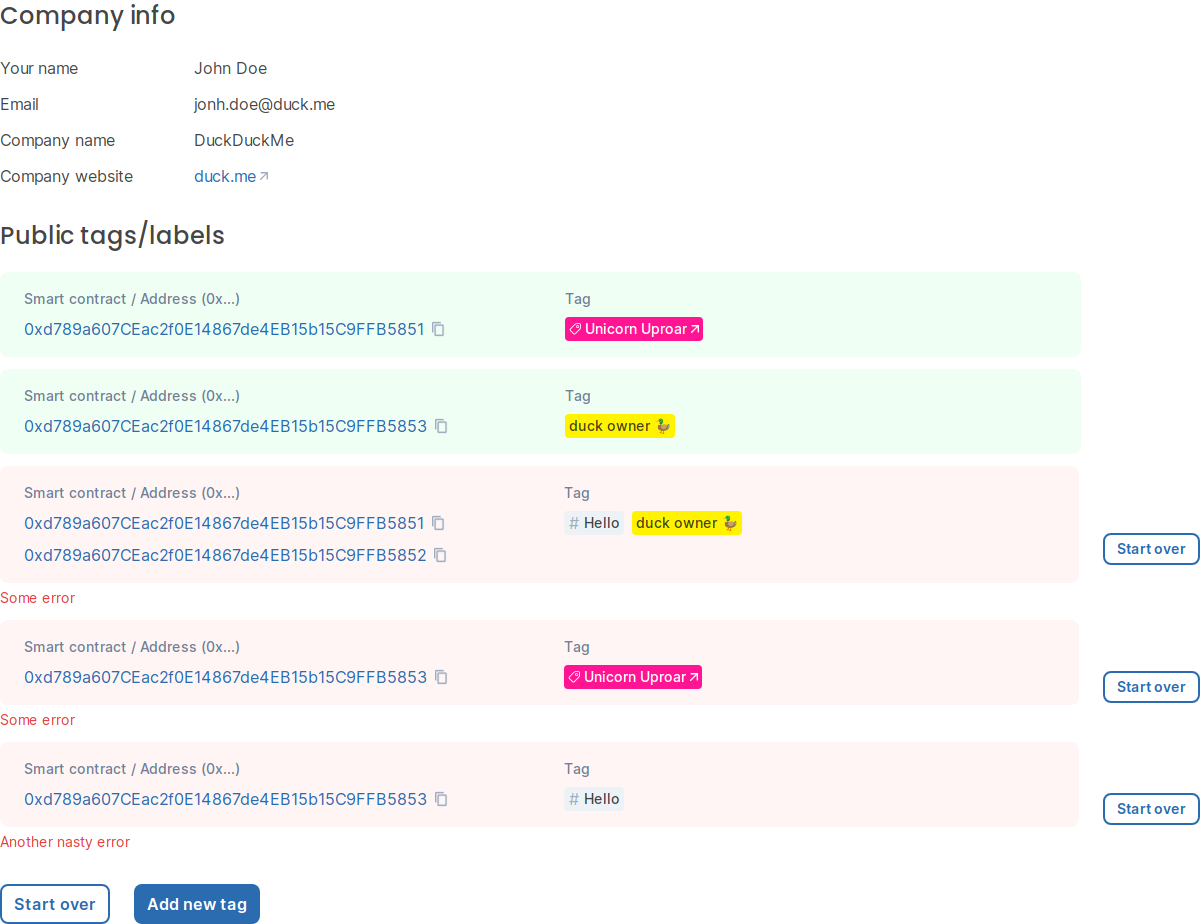 Company info
Your name John Doe
Email jonh.doe@duck.me
Company name DuckDuckMe
Company website duck.me
Public tags/labels
Smart contract / Address (0x...) Tag
0xd789a607CEac2f0E14867de4EB15b15C9FFB5851 Unicorn Uproar
Smart contract / Address (0x...) Tag
0xd789a607CEac2f0E14867de4EB15b15C9FFB5853 duck owner 🦆
Smart contract / Address (0x...) Tag
0xd789a607CEac2f0E14867de4EB15b15C9FFB5851 # Hello duck owner 🦆
0xd789a607CEac2f0E14867de4EB15b15C9FFB5852 Start over
Some error
Smart contract / Address (0x...) Tag
0xd789a607CEac2f0E14867de4EB15b15C9FFB5853 Unicorn Uproar Start over
Some error
Smart contract / Address (0x...) Tag
0xd789a607CEac2f0E14867de4EB15b15C9FFB5853 # Hello Start over
Another nasty error
Start over Add new tag